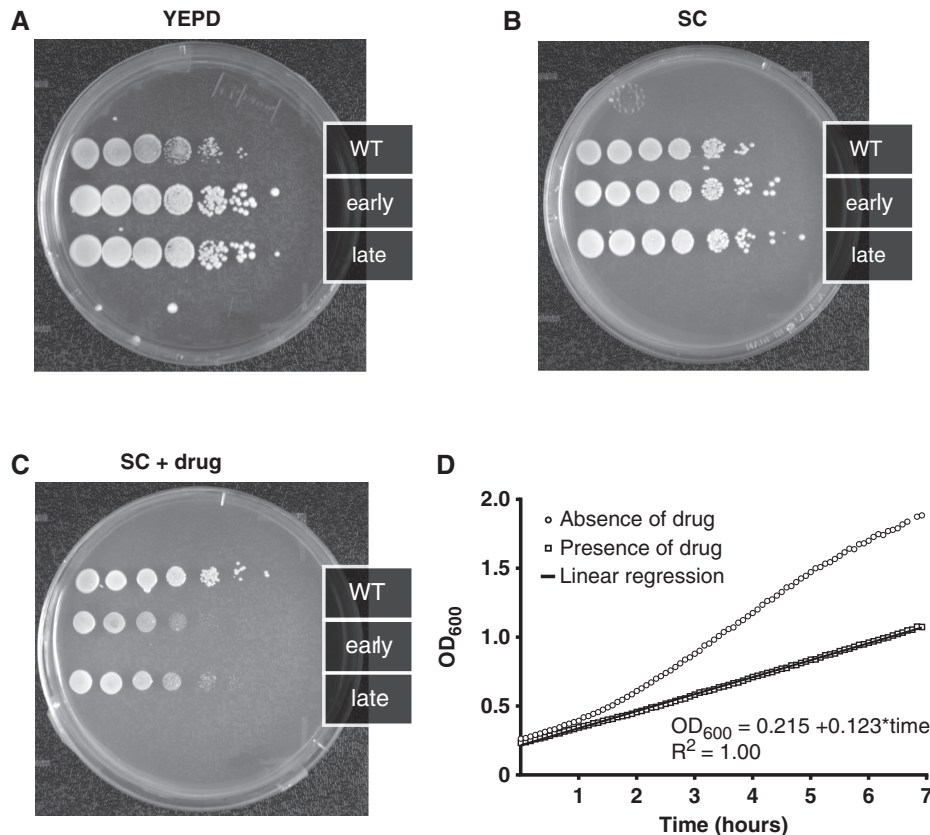 A
YEPD
WT
early
late
B
SC
WT
early
late
C
SC + drug
WT
early
late
D
2.0
1.5
1.0
0.5
0
OD600
Absence of drug
Presence of drug
Linear regression
OD600 = 0.215 +0.123*time
R2 = 1.00
1 2 3 4 5 6 7
Time (hours)